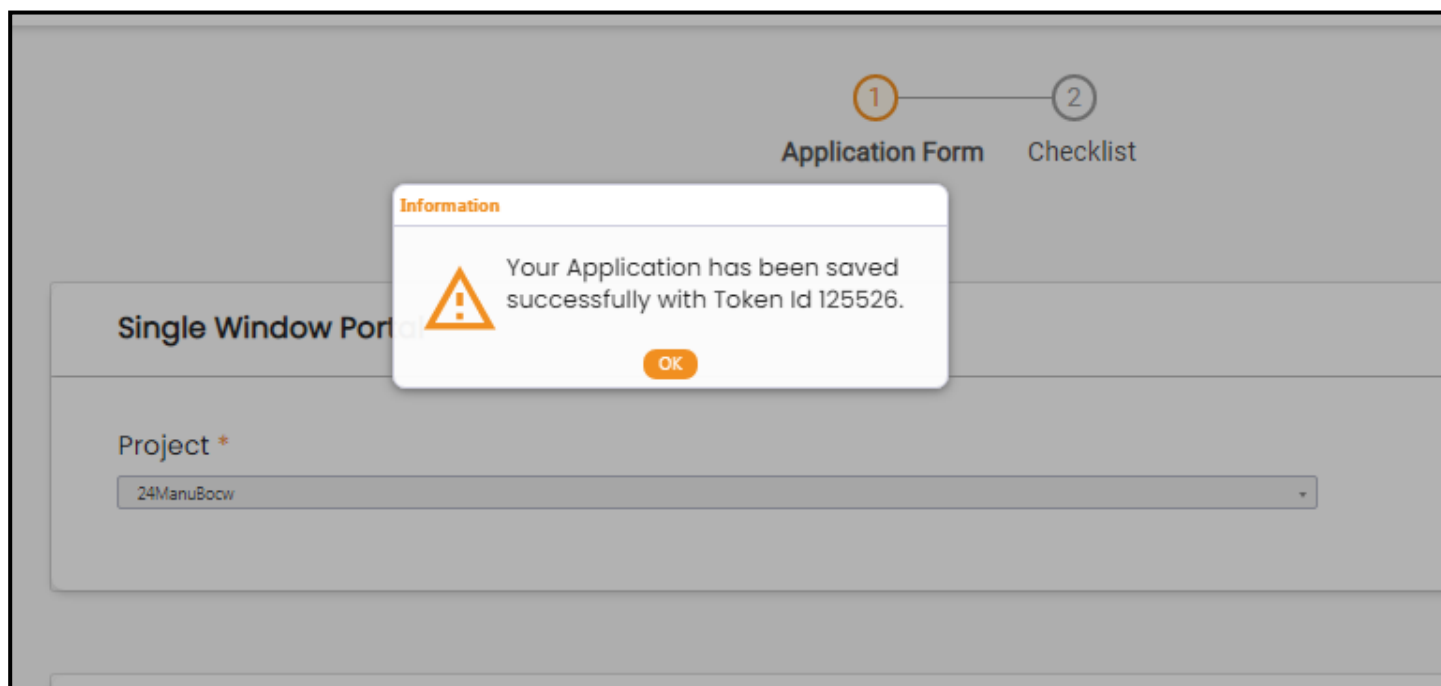 1
2
Application Form
Checklist
Information
Your Application has been saved
successfully with Token Id 125526.
OK
Single Window Portal
Project *
24ManuBocw